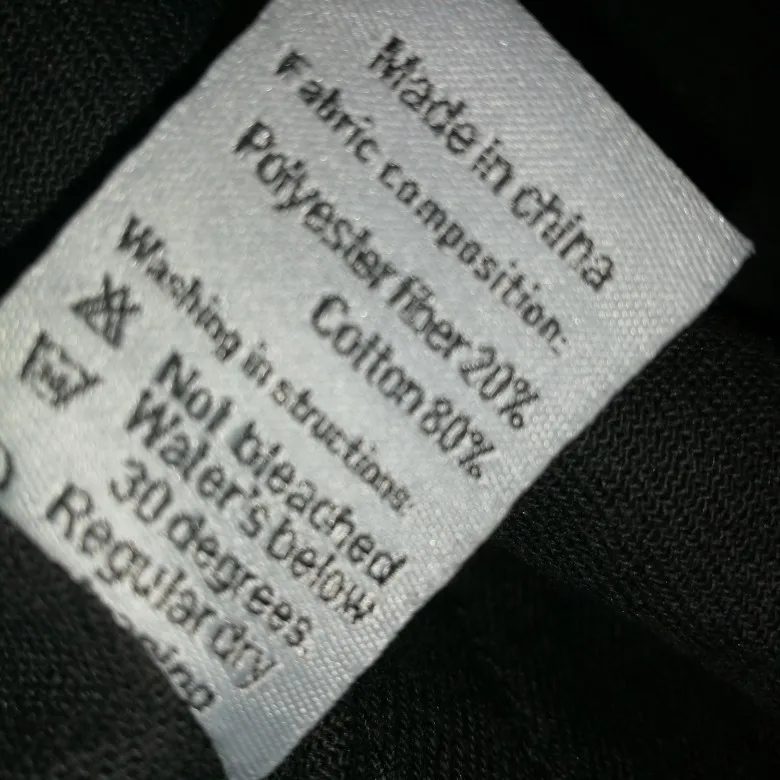 Made in china
Fabric composition:
Polyester fiber 20%
Cotton 80%
Washing in structions:
Not bleached
Water's below
30 degrees.
Regular dry